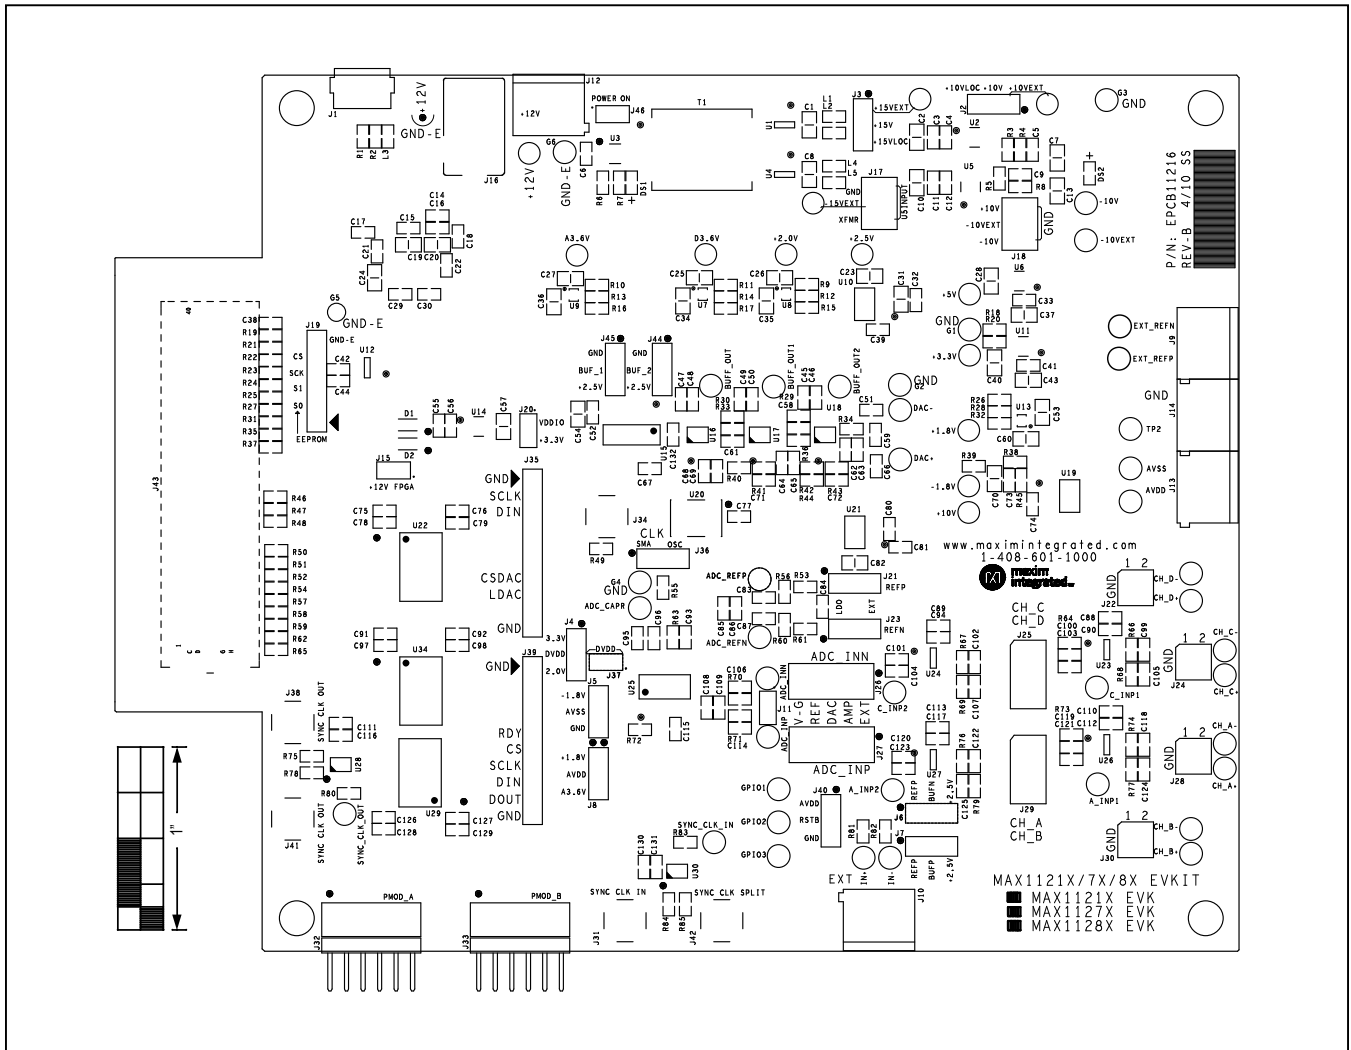 J1
+12V
GND-E
J16
J12
+12V
POWER ON
J46
T1
U1
U4
C1
L1
L2
J3
+15VEXT
+15V
+15VLOC
C2
C3
C4
J2
+10VLOC +10V +10VEXT
U2
R3
R4
C5
G3
GND
R1
R2
L3
G6
+12V
GND-E
C6
U3
R6
R7
DS1
C8
L4
L5
J17
GND
-15VEXT
XFMR
U5INPUT
C10
C11
C12
U5
R5
C9
R8
C7
C13
DS2
+10V
-10VEXT
-10V
J18
GND
-10V
-10VEXT
P/N: EPCB11216
REV-B 4/10 SS
C14
C16
C15
C17
C18
C19
C20
C21
C22
C24
C29
C30
A3.6V
D3.6V
+2.0V
+2.5V
C27
C36
U9
R10
R13
R16
C25
C34
U7
R11
R14
R17
C26
C35
U8
R9
R12
R15
C23
U10
C31
C32
C39
U6
C28
+5V
GND
G1
+3.3V
C33
C37
R18
R20
U11
C40
C41
C43
EXT_REFN
EXT_REFP
J9
GND
J14
TP2
AVSS
AVDD
J13
40
J43
1
C D
G H
C38
R19
R21
R22
R23
R24
R25
R27
R31
R35
R37
G5
GND-E
J19
GND-E
CS
SCK
S1
S0
EEPROM
C42
C44
U12
J45
GND
BUF_1
+2.5V
J44
GND
BUF_2
+2.5V
C47
C48
BUFF_OUT
C49
C50
BUFF_OUT1
C45
C46
BUFF_OUT2
GND
G2
DAC-
DAC+
D1
D2
C55
C56
U14
C57
J20
VDDIO
+3.3V
C54
C52
U15
C132
C67
U16
R30
R33
C61
U17
R29
C58
U18
R34
C51
C59
C66
C62
C63
C68
C69
R40
R41
C71
C64
C65
R36
R42
R44
R43
C72
R26
R28
R32
U13
C53
C60
+1.8V
R39
R38
C70
C73
R45
C74
U19
-1.8V
+10V
J15
+12V FPGA
R46
R47
R48
R50
R51
R52
R54
R57
R58
R59
R62
R65
C75
C78
U22
C76
C79
C91
C97
U34
C92
C98
J35
GND
SCLK
DIN
CSDAC
LDAC
GND
J34
CLK
R49
U20
C77
SMA
OSC
J36
U21
C80
C81
C82
www.maximintegrated.com
1-408-601-1000
maxim
integrated™
G4
GND
ADC_CAPR
R55
ADC_REFP
C83
R56
R53
C84
J21
REFP
LDO
EXT
J23
REFN
C85
C86
C87
ADC_REFN
R60
R61
C95
C96
R63
C93
J4
3.3V
DVDD
2.0V
DVDD
J37
J39
GND
RDY
CS
SCLK
DIN
DOUT
GND
J5
-1.8V
AVSS
GND
+1.8V
AVDD
A3.6V
J8
U25
R72
C115
C108
C109
C106
R70
R71
C114
ADC_INN
J11
ADC_INP
ADC_INN
V-G
REF
DAC
AMP
EXT
J26
J27
ADC_INP
C89
C94
C101
C104
U24
C_INP2
R67
C102
R69
C107
C113
C117
C120
C123
U27
A_INP2
R76
C122
C125
R79
CH_C
CH_D
J25
R64
C100
C103
C88
C90
U23
R66
C99
R68
C105
C_INP1
1 2
GND
J22
CH_D-
CH_D+
1 2
GND
J24
CH_C-
CH_C+
R73
C119
C121
C110
C112
U26
R74
C118
R77
C124
A_INP1
J29
CH_A
CH_B
1 2
GND
J28
CH_A-
CH_A+
1 2
GND
J30
CH_B-
CH_B+
J38
SYNC CLK OUT
C111
C116
R75
R78
U28
R80
J41
SYNC CLK OUT
SYNC_CLK_OUT
C126
C128
U29
C127
C129
1"
GPIO1
GPIO2
GPIO3
J40
AVDD
RSTB
GND
R81
R82
REFP
BUFN
+2.5V
J6
J7
REFP
BUFP
+2.5V
EXT
IN+
IN-
J10
SYNC_CLK_IN
R83
C130
C131
U30
SYNC CLK IN
J31
R84
R85
SYNC CLK SPLIT
J42
PMOD_A
J32
PMOD_B
J33
MAX1121X/7X/8X EVKIT
MAX1121X EVK
MAX1127X EVK
MAX1128X EVK